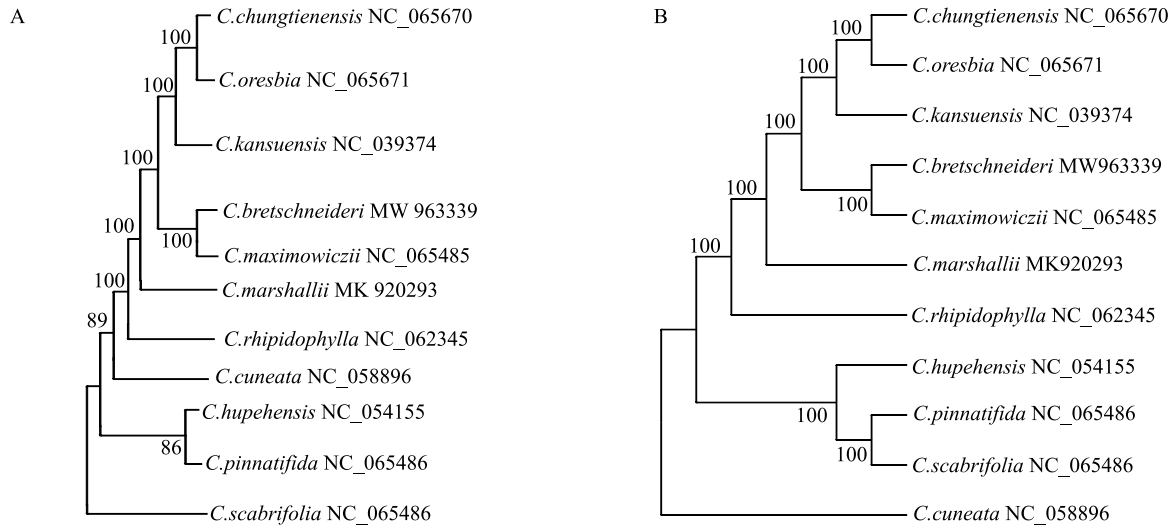 A
C.chungtienensis NC_065670
100
C.oresbia NC_065671
100
C.kansuensis NC_039374
100
C.bretschneideri MW 963339
100
C.maximowiczii NC_065485
100
C.marshallii MK 920293
100
C.rhipidophylla NC_062345
89
C.cuneata NC_058896
C.hupehensis NC_054155
86
C.pinnatifida NC_065486
C.scabrifolia NC_065486
B
C.chungtienensis NC_065670
100
C.oresbia NC_065671
100
C.kansuensis NC_039374
100
C.bretschneideri MW963339
100
100
C.maximowiczii NC_065485
100
C.marshallii MK920293
C.rhipidophylla NC_062345
C.hupehensis NC_054155
100
C.pinnatifida NC_065486
100
C.scabrifolia NC_065486
C.cuneata NC_058896